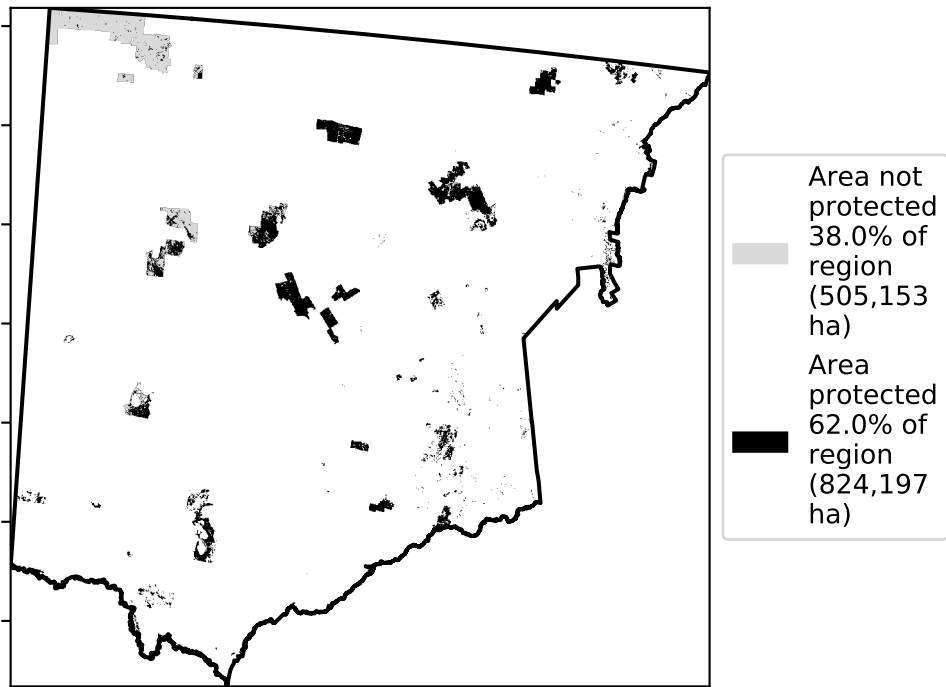 Area not
protected
38.0% of
region
(505,153
ha)
Area
protected
62.0% of
region
(824,197
ha)